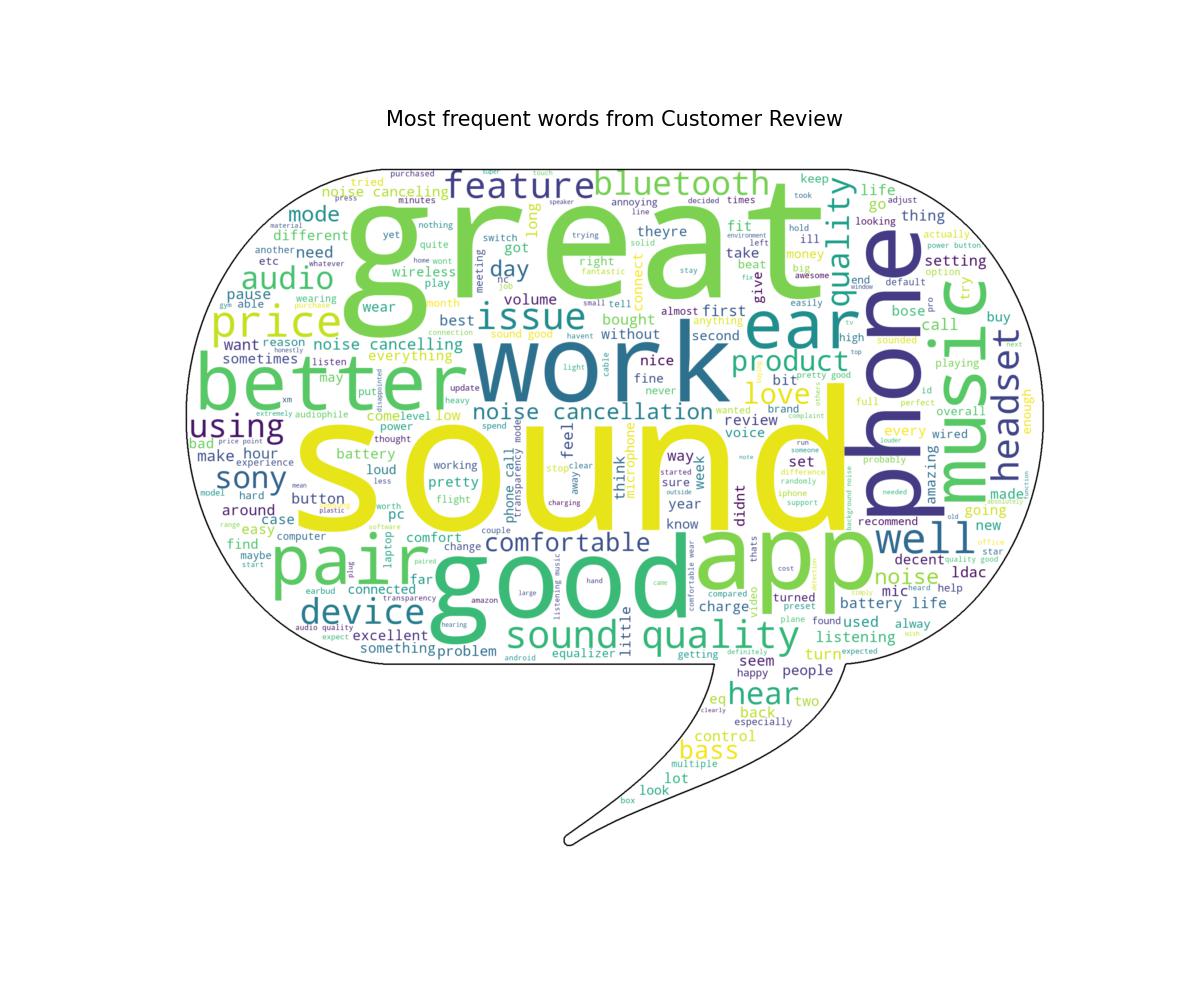 Most frequent words from Customer Review
purchased super touch
tried feature bluetooth keep
noise canceling life
press minutes annoying decided times took go adjust
mode great line speaker quality looking thing
material nothing long trying theyre fit hold actually
different yet switch solid environment ill power button
another need quite got right left take money setting
etc whatever home wont meeting fantastic connect stay beat big awesome end option
audio wireless nc day fix window default try
pause play job give easily phone pro
wearing volume small tell almost first bose buy
gym able purchase wear month issue bought anything ear tv call
price best connection havent without second high sounded next
want reason noise cancelling work nice product top playing music headset
honestly everything light cable
sometimes listen fine bit pretty good id
better may put disappointed update never love others full perfect enough
xm heavy
extremely audiophile come level low noise cancellation wanted brand complaint overall
using power spend review louder every wired
bad price point thought sound feel voice run
make hour someone probably
experience battery working stop clear think microphone way week note set difference amazing
sony loud started randomly
model hard mean less pretty away sure outside iphone background noise needed made function
button flight charging year support absolutely
around plastic worth phone call transparency mode didnt old going
case pc know recommend new
easy computer software couple office
range comfort comfortable app well star
find laptop change thats
maybe pair far good came decent quality good
start plug paired hand cost detection noise ldac
earbud connected large listening music comfortable wear compared video turned simply mic heard help
transparency amazon charge preset battery life
device hearing little plane found used alway
audio quality expect excellent sound quality listening wish
something problem equalizer getting definitely turn expected
android seem
happy people
hear
eq two
clearly back
especially
control
bass
multiple
lot
look
box